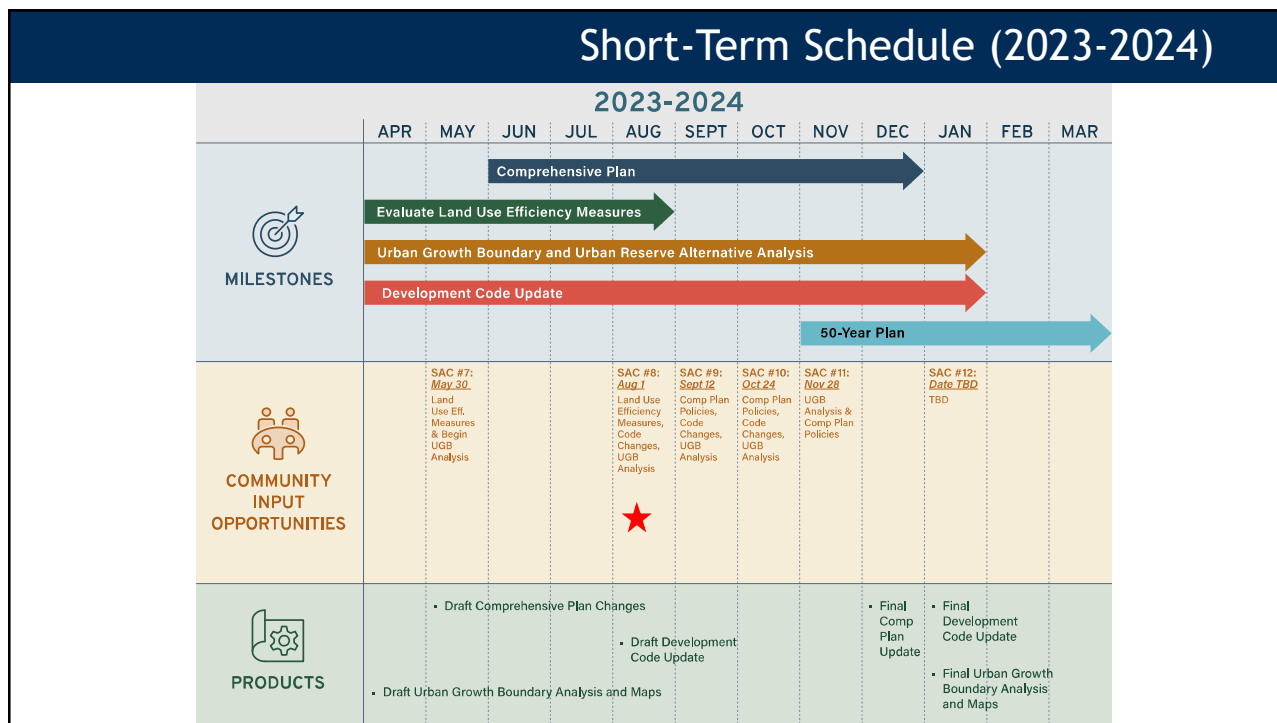 Short-Term Schedule (2023-2024)
2023-2024
APR MAY JUN JUL AUG SEPT OCT NOV DEC JAN FEB MAR
MILESTONES
Comprehensive Plan
Evaluate Land Use Efficiency Measures
Urban Growth Boundary and Urban Reserve Alternative Analysis
Development Code Update
50-Year Plan
COMMUNITY
INPUT
OPPORTUNITIES
SAC #7:
May 30
Land
Use Eff.
Measures
& Begin
UGB
Analysis
SAC #8:
Aug 1
Land Use
Efficiency
Measures,
Code
Changes,
UGB
Analysis
SAC #9:
Sept 12
Comp Plan
Policies,
Code
Changes,
UGB Analysis
SAC #10:
Oct 24
Comp Plan
Policies,
Code
Changes,
UGB
Analysis
SAC #11:
Nov 28
UGB
Analysis &
Comp Plan
Policies
SAC #12:
Date TBD
TBD
PRODUCTS
▪ Draft Comprehensive Plan Changes
▪ Draft Development
Code Update
▪ Draft Urban Growth Boundary Analysis and Maps
▪ Final
Comp
Plan
Update
▪ Final
Development
Code Update
▪ Final Urban Growth
Boundary Analysis
and Maps